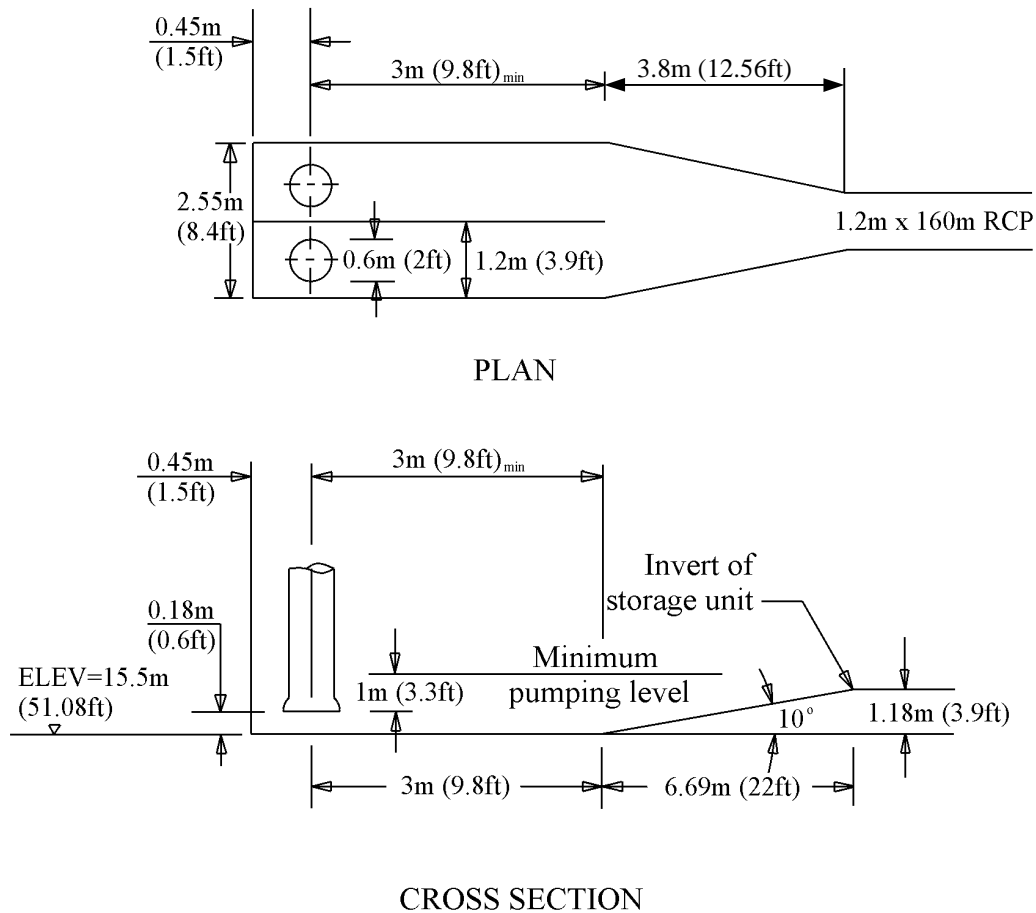 0.45m
(1.5ft)
3m (9.8ft)min
3.8m (12.56ft)
2.55m
(8.4ft)
0.6m (2ft)
1.2m (3.9ft)
1.2m x 160m RCP
PLAN
0.45m
(1.5ft)
3m (9.8ft)min
Invert of
storage unit
0.18m
(0.6ft)
ELEV=15.5m
(51.08ft)
1m (3.3ft)
Minimum
pumping level
10°
1.18m (3.9ft)
3m (9.8ft)
6.69m (22ft)
CROSS SECTION